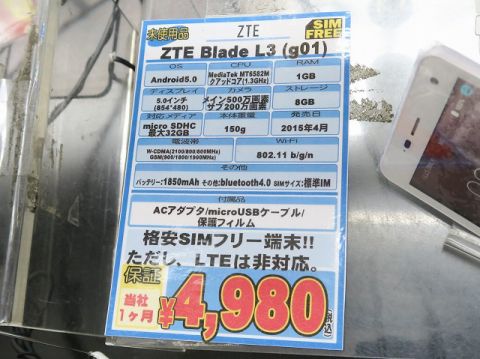 未使用品
ZTE
SIM FREE
ZTE Blade L3 (g01)
OS
CPU
RAM
Android5.0
MediaTek MT6582M
クアッドコア(1.3GHz)
1GB
ディスプレイ
カメラ
ストレージ
5.0インチ
(854*480)
メイン500万画素
サブ200万画素
8GB
対応メディア
本体重量
発売日
micro SDHC
最大32GB
150g
2015年4月
電波帯
Wi-Fi
W-CDMA(2100/900/800MHz)
GSM(900/1800/1900MHz)
802.11 b/g/n
その他
バッテリー:1850mAh その他:bluetooth4.0 SIMサイズ:標準IM
付属品
ACアダプタ/microUSBケーブル/
保護フィルム
格安SIMフリー端末!!
ただし、LTEは非対応。
保証
当社
1ヶ月
¥4,980
(税込)